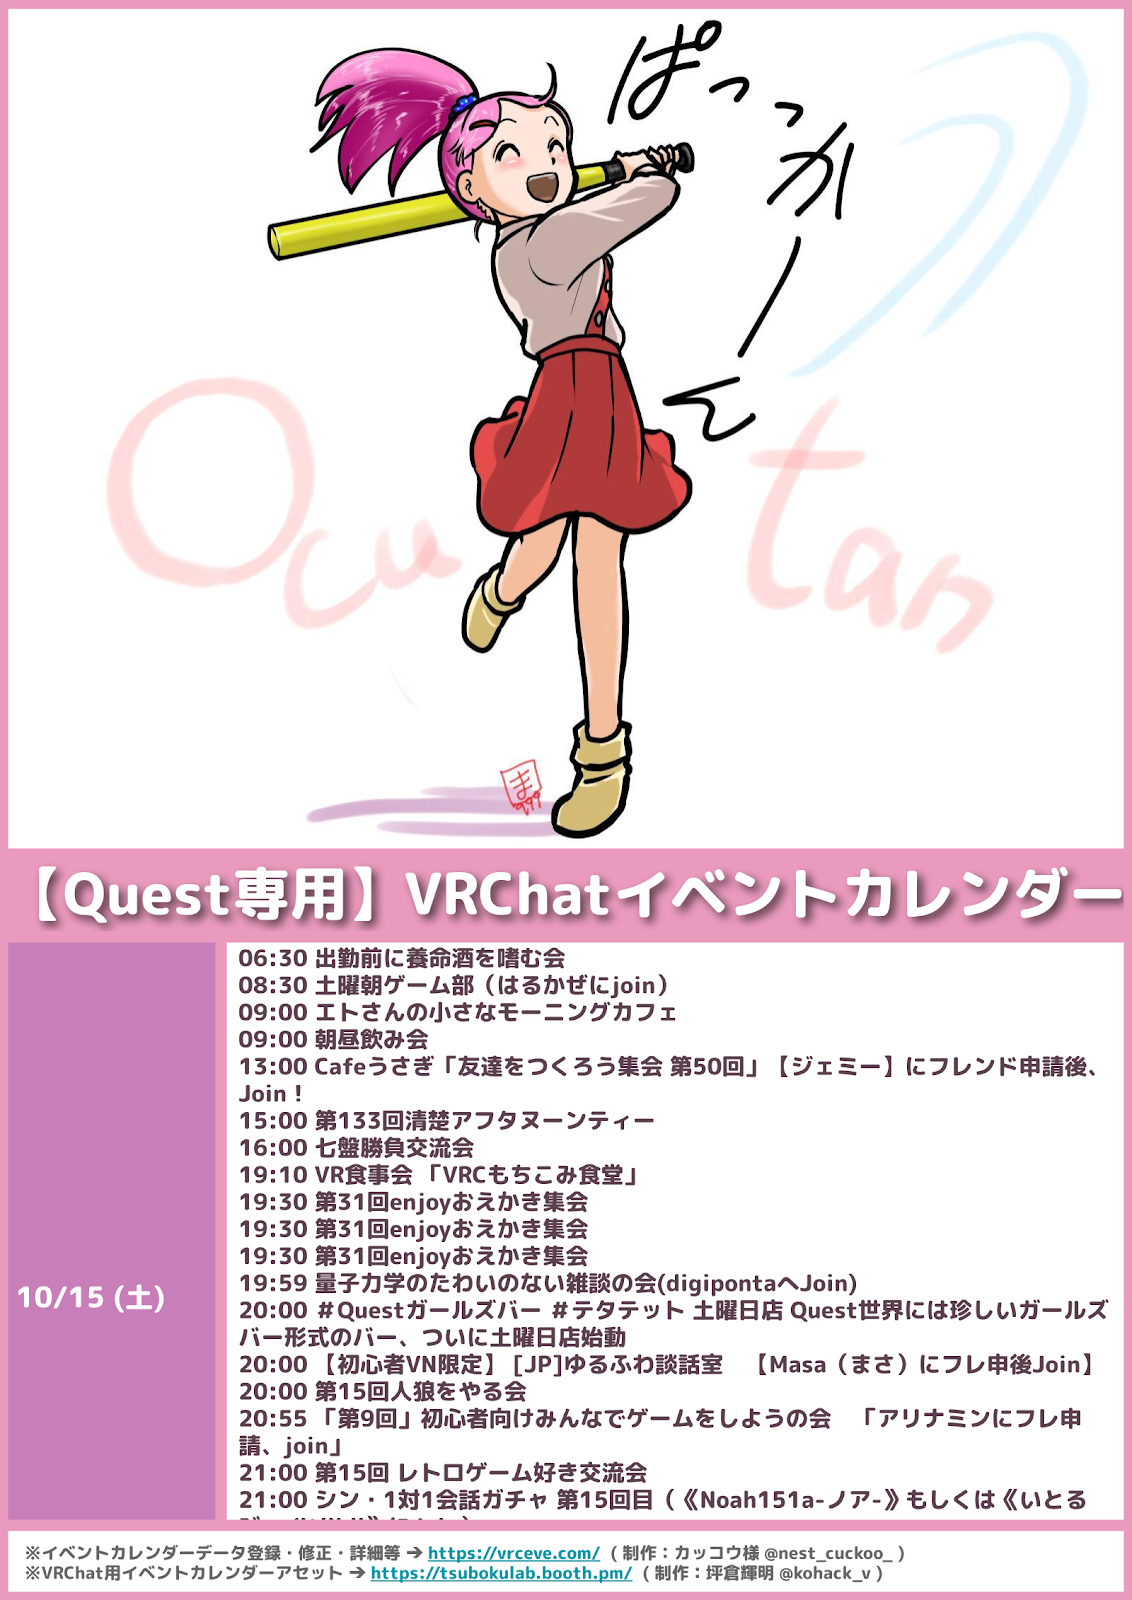 ぱっっかーん
Ocu tan
ま
999
【Quest専用】VRChatイベントカレンダー
10/15 (土)
06:30 出勤前に養命酒を嗜む会
08:30 土曜朝ゲーム部（はるかぜにjoin）
09:00 エトさんの小さなモーニングカフェ
09:00 朝昼飲み会
13:00 Cafeうさぎ「友達をつくろう集会 第50回」【ジェミー】にフレンド申請後、
Join！
15:00 第133回清楚アフタヌーンティー
16:00 七盤勝負交流会
19:10 VR食事会 「VRCもちこみ食堂」
19:30 第31回enjoyおえかき集会
19:30 第31回enjoyおえかき集会
19:30 第31回enjoyおえかき集会
19:59 量子力学のたわいのない雑談の会(digipontaへJoin)
20:00 ＃Questガールズバー ＃テタテット 土曜日店 Quest世界には珍しいガールズ
バー形式のバー、ついに土曜日店始動
20:00 【初心者VN限定】 [JP]ゆるふわ談話室　【Masa（まさ）にフレ申後Join】
20:00 第15回人狼をやる会
20:55 「第9回」初心者向けみんなでゲームをしようの会　「アリナミンにフレ申
請、join」
21:00 第15回 レトロゲーム好き交流会
21:00 シン・1対1会話ガチャ 第15回目（《Noah151a-ノア-》もしくは《いとる
※イベントカレンダーデータ登録・修正・詳細等 ➔ https://vrceve.com/ ( 制作：カッコウ様 @nest_cuckoo_ )
※VRChat用イベントカレンダーアセット ➔ https://tsubokulab.booth.pm/ ( 制作：坪倉輝明 @kohack_v )